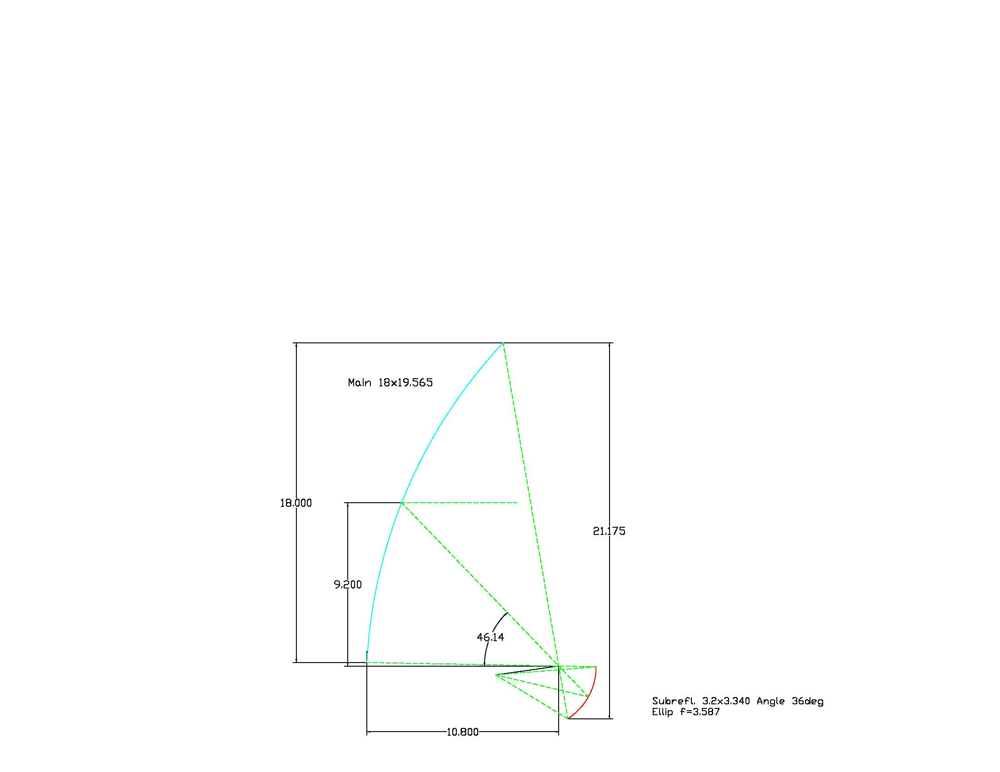 Main 18x19.565
18.000
21.175
9.200
46.14
Subrefl. 3.2x3.340 Angle 36deg
Ellip f=3.587
10.800